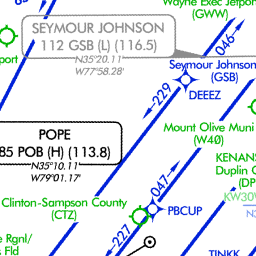 Wayne Exec Jetport
(GWW)
SEYMOUR JOHNSON
112 GSB (L) (116.5)
N35°20.11
W77°58.28'
046
port
Seymour Johnson
(GSB)
229
DEEEZ
POPE
85 POB (H) (113.8)
N35°10.11
W79°01.17'
Mount Olive Muni
(W40)
KENAN
Duplin C
(DP
KW30
Clinton-Sampson County
(CTZ)
047
PBCUP
227
e Rgnl/
s Fld
TINKK